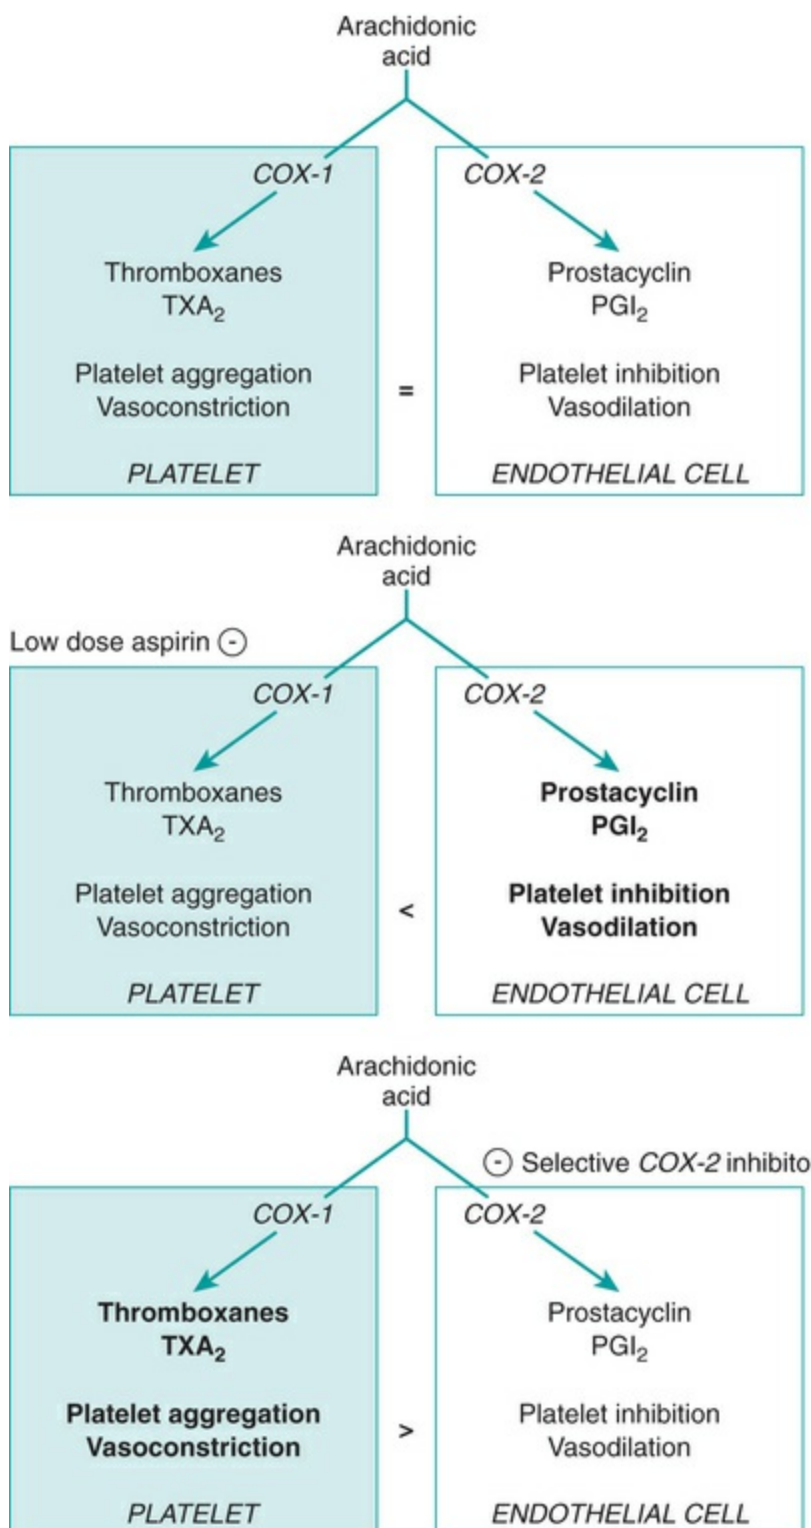 Arachidonic
acid
COX-1
COX-2
Thromboxanes
TXA₂
Prostacyclin
PGI₂
Platelet aggregation
Vasoconstriction
=
Platelet inhibition
Vasodilation
PLATELET
ENDOTHELIAL CELL
Arachidonic
acid
Low dose aspirin (-)
COX-1
COX-2
Thromboxanes
TXA₂
Prostacyclin
PGI₂
Platelet aggregation
Vasoconstriction
<
Platelet inhibition
Vasodilation
PLATELET
ENDOTHELIAL CELL
Arachidonic
acid
(-) Selective COX-2 inhibito
COX-1
COX-2
Thromboxanes
TXA₂
Prostacyclin
PGI₂
Platelet aggregation
Vasoconstriction
>
Platelet inhibition
Vasodilation
PLATELET
ENDOTHELIAL CELL